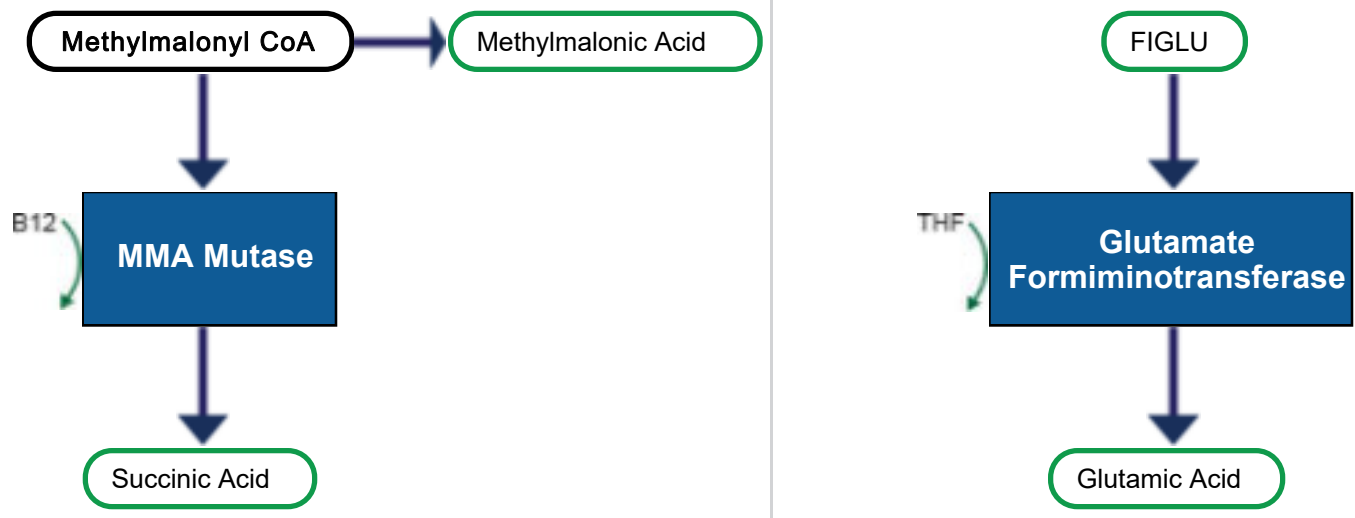 Methylmalonyl CoA
Methylmalonic Acid
B12
MMA Mutase
Succinic Acid
FIGLU
THF
Glutamate
Formiminotransferase
Glutamic Acid